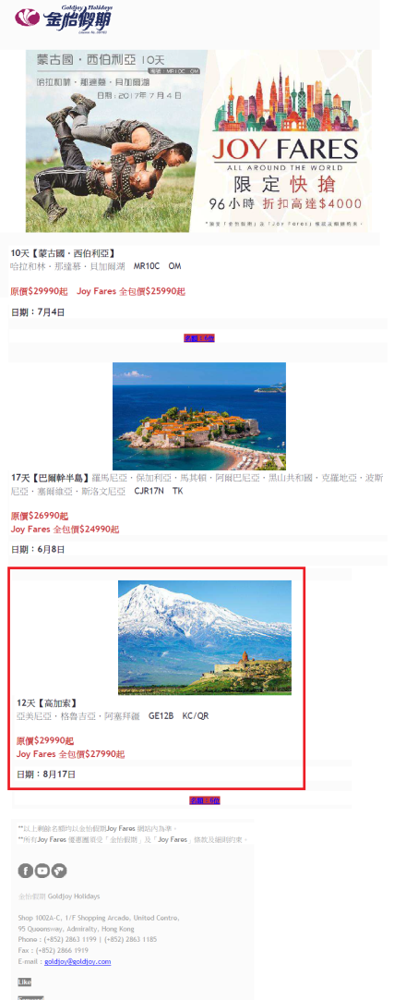 Goldjoy Holidays
金怡假期
蒙古國・西伯利亞 10天
編號：MR10C OM
哈拉和林・那達慕・貝加爾湖
日期：2017年7月4日
JOY FARES
ALL AROUND THE WORLD
限定快搶
96小時 折扣高達$4000
10天【蒙古國・西伯利亞】
哈拉和林・那達慕・貝加爾湖 MR10C OM
原價$29990起 Joy Fares 全包價$25990起
日期：7月4日
名額：6位
17天【巴爾幹半島】羅馬尼亞・保加利亞・馬其頓・阿爾巴尼亞・黑山共和國・克羅地亞・波斯
尼亞・塞爾維亞・斯洛文尼亞 CJR17N TK
原價$26990起
Joy Fares 全包價$24990起
日期：6月8日
12天【高加索】
亞美尼亞・格魯吉亞・阿塞拜疆 GE12B KC/QR
原價$29990起
Joy Fares 全包價$27990起
日期：8月17日
名額：6位
**以上剩餘名額均以金怡假期Joy Fares 網站內為準。
**所有Joy Fares 優惠團須受「金怡假期」及「Joy Fares」條款及細則約束。
金怡假期 Goldjoy Holidays
Shop 1002A-C, 1/F Shopping Arcade, United Centre,
95 Queensway, Admiralty, Hong Kong
Phone : (+852) 2863 1199 | (+852) 2863 1185
Fax : (+852) 2866 1919
E-mail : goldjoy@goldjoy.com
Like